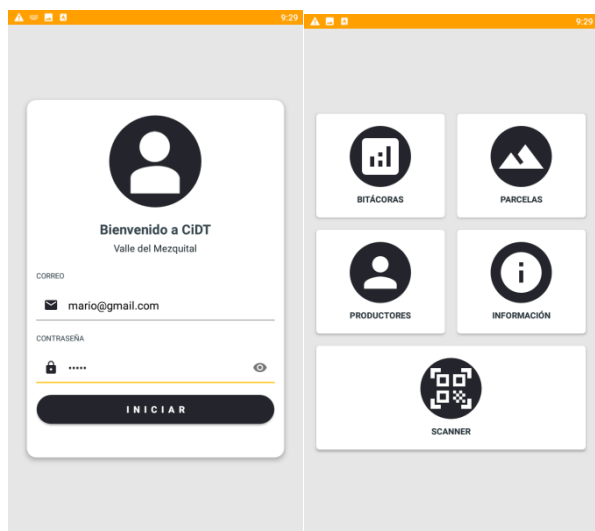 9:29
Bienvenido a CiDT
Valle del Mezquital
CORREO
mario@gmail.com
CONTRASEÑA
•••••
INICIAR
9:29
BITÁCORAS
PARCELAS
PRODUCTORES
INFORMACIÓN
SCANNER